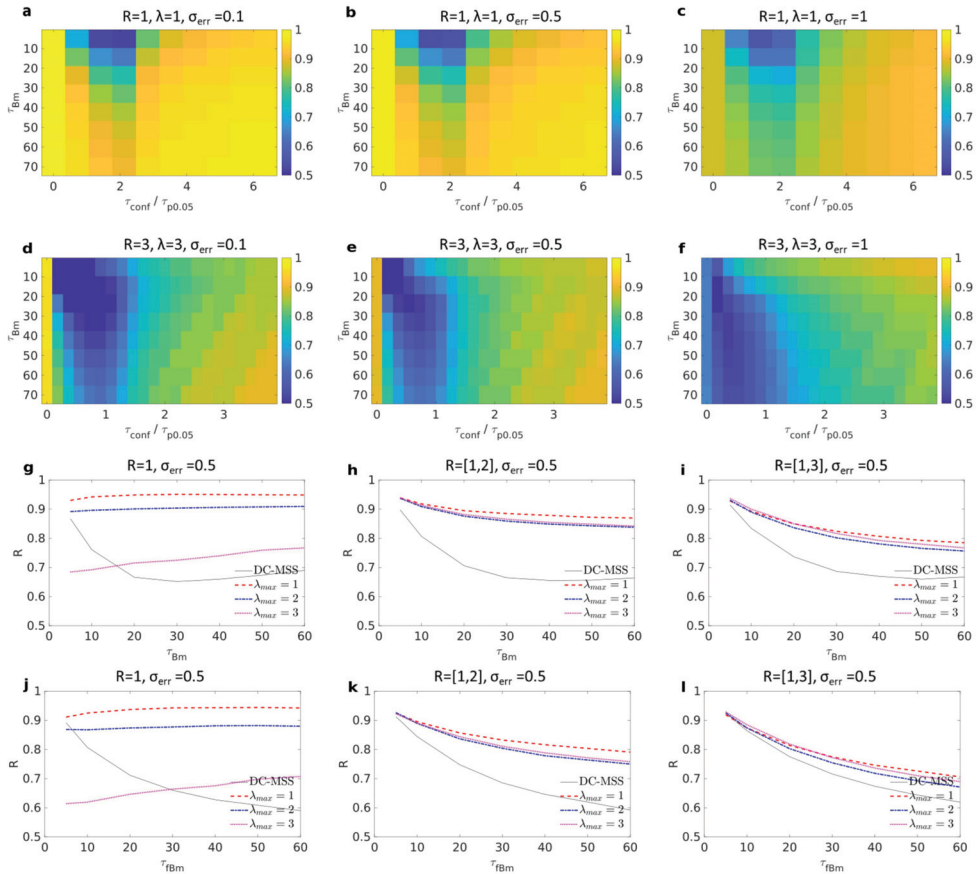 a R=1, λ=1, σerr =0.1
b R=1, λ=1, σerr =0.5
c R=1, λ=1, σerr =1
τBm
10 20 30 40 50 60 70
0 2 4 6
τconf / τp0.05
1 0.9 0.8 0.7 0.6 0.5
10 20 30 40 50 60 70
0 2 4 6
τconf / τp0.05
1 0.9 0.8 0.7 0.6 0.5
τBm
10 20 30 40 50 60 70
0 2 4 6
τconf / τp0.05
1 0.9 0.8 0.7 0.6 0.5
d R=3, λ=3, σerr =0.1
e R=3, λ=3, σerr =0.5
f R=3, λ=3, σerr =1
τBm
10 20 30 40 50 60 70
0 1 2 3
τconf / τp0.05
1 0.9 0.8 0.7 0.6 0.5
τBm
10 20 30 40 50 60 70
0 1 2 3
τconf / τp0.05
1 0.9 0.8 0.7 0.6 0.5
τBm
10 20 30 40 50 60 70
0 1 2 3
τconf / τp0.05
1 0.9 0.8 0.7 0.6 0.5
g R=1, σerr =0.5
h R=[1,2], σerr =0.5
i R=[1,3], σerr =0.5
R
1 0.9 0.8 0.7 0.6 0.5
DC-MSS
λmax = 1
λmax = 2
λmax = 3
0 10 20 30 40 50 60
τBm
R
1 0.9 0.8 0.7 0.6 0.5
DC-MSS
λmax = 1
λmax = 2
λmax = 3
0 10 20 30 40 50 60
τBm
R
1 0.9 0.8 0.7 0.6 0.5
DC-MSS
λmax = 1
λmax = 2
λmax = 3
0 10 20 30 40 50 60
τBm
j R=1, σerr =0.5
k R=[1,2], σerr =0.5
l R=[1,3], σerr =0.5
R
1 0.9 0.8 0.7 0.6 0.5
DC-MSS
λmax = 1
λmax = 2
λmax = 3
0 10 20 30 40 50 60
τfBm
R
1 0.9 0.8 0.7 0.6 0.5
DC-MSS
λmax = 1
λmax = 2
λmax = 3
0 10 20 30 40 50 60
τfBm
R
1 0.9 0.8 0.7 0.6 0.5
DC-MSS
λmax = 1
λmax = 2
λmax = 3
0 10 20 30 40 50 60
τfBm